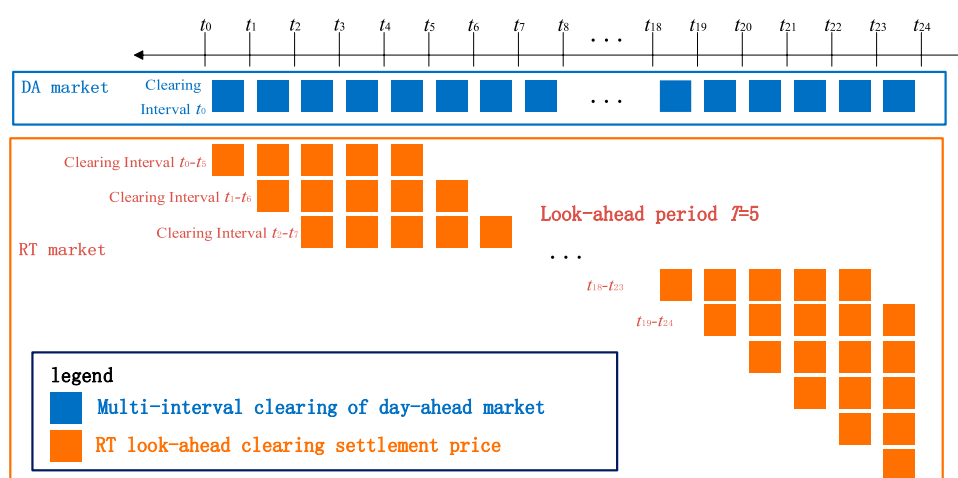 t0 t1 t2 t3 t4 t5 t6 t7 t8 ... t18 t19 t20 t21 t22 t23 t24
DA market
Clearing
Interval t0
...
Clearing Interval t0-t5
Clearing Interval t1-t6
Clearing Interval t2-t7
Look-ahead period T=5
RT market
...
t18-t23
t19-t24
legend
Multi-interval clearing of day-ahead market
RT look-ahead clearing settlement price